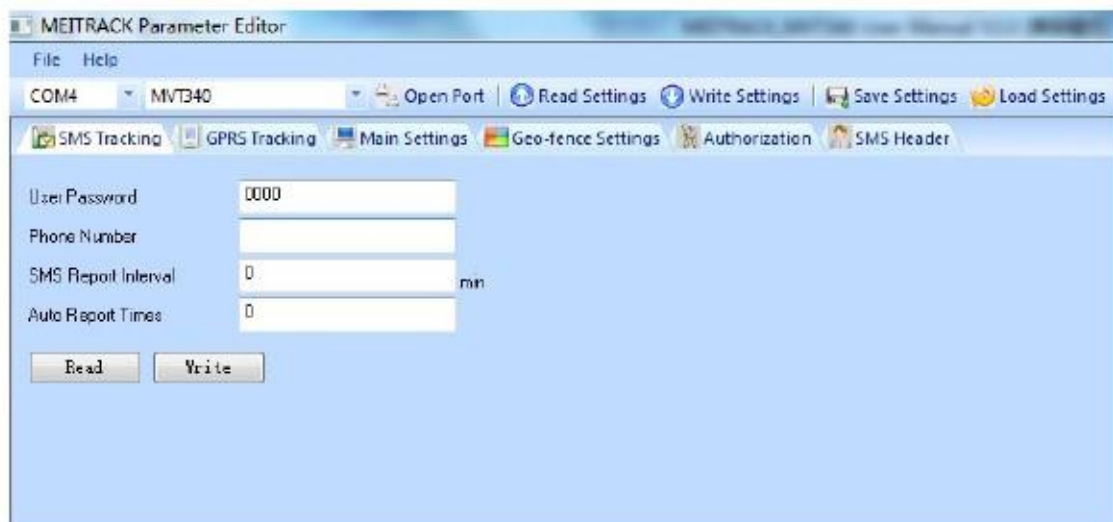 MEITRACK Parameter Editor
File Help
COM4 MVT340 Open Port Read Settings Write Settings Save Settings Load Settings
SMS Tracking GPRS Tracking Main Settings Geo-fence Settings Authorization SMS Header
User Password 0000
Phone Number
SMS Report Interval 0 min
Auto Report Times 0
Read Write